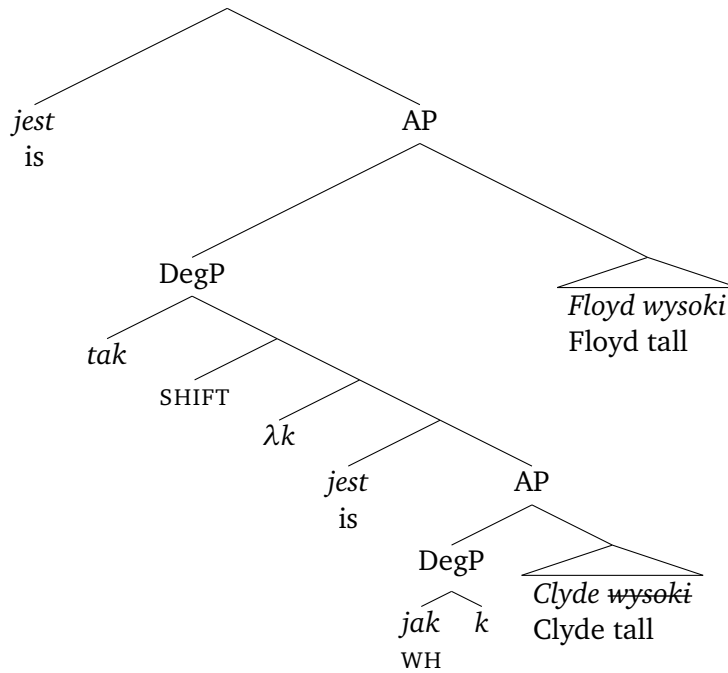 jest
is
AP
DegP
Floyd wysoki
Floyd tall
tak
SHIFT
λk
jest
is
AP
DegP
Clyde wysoki
Clyde tall
jak k
WH